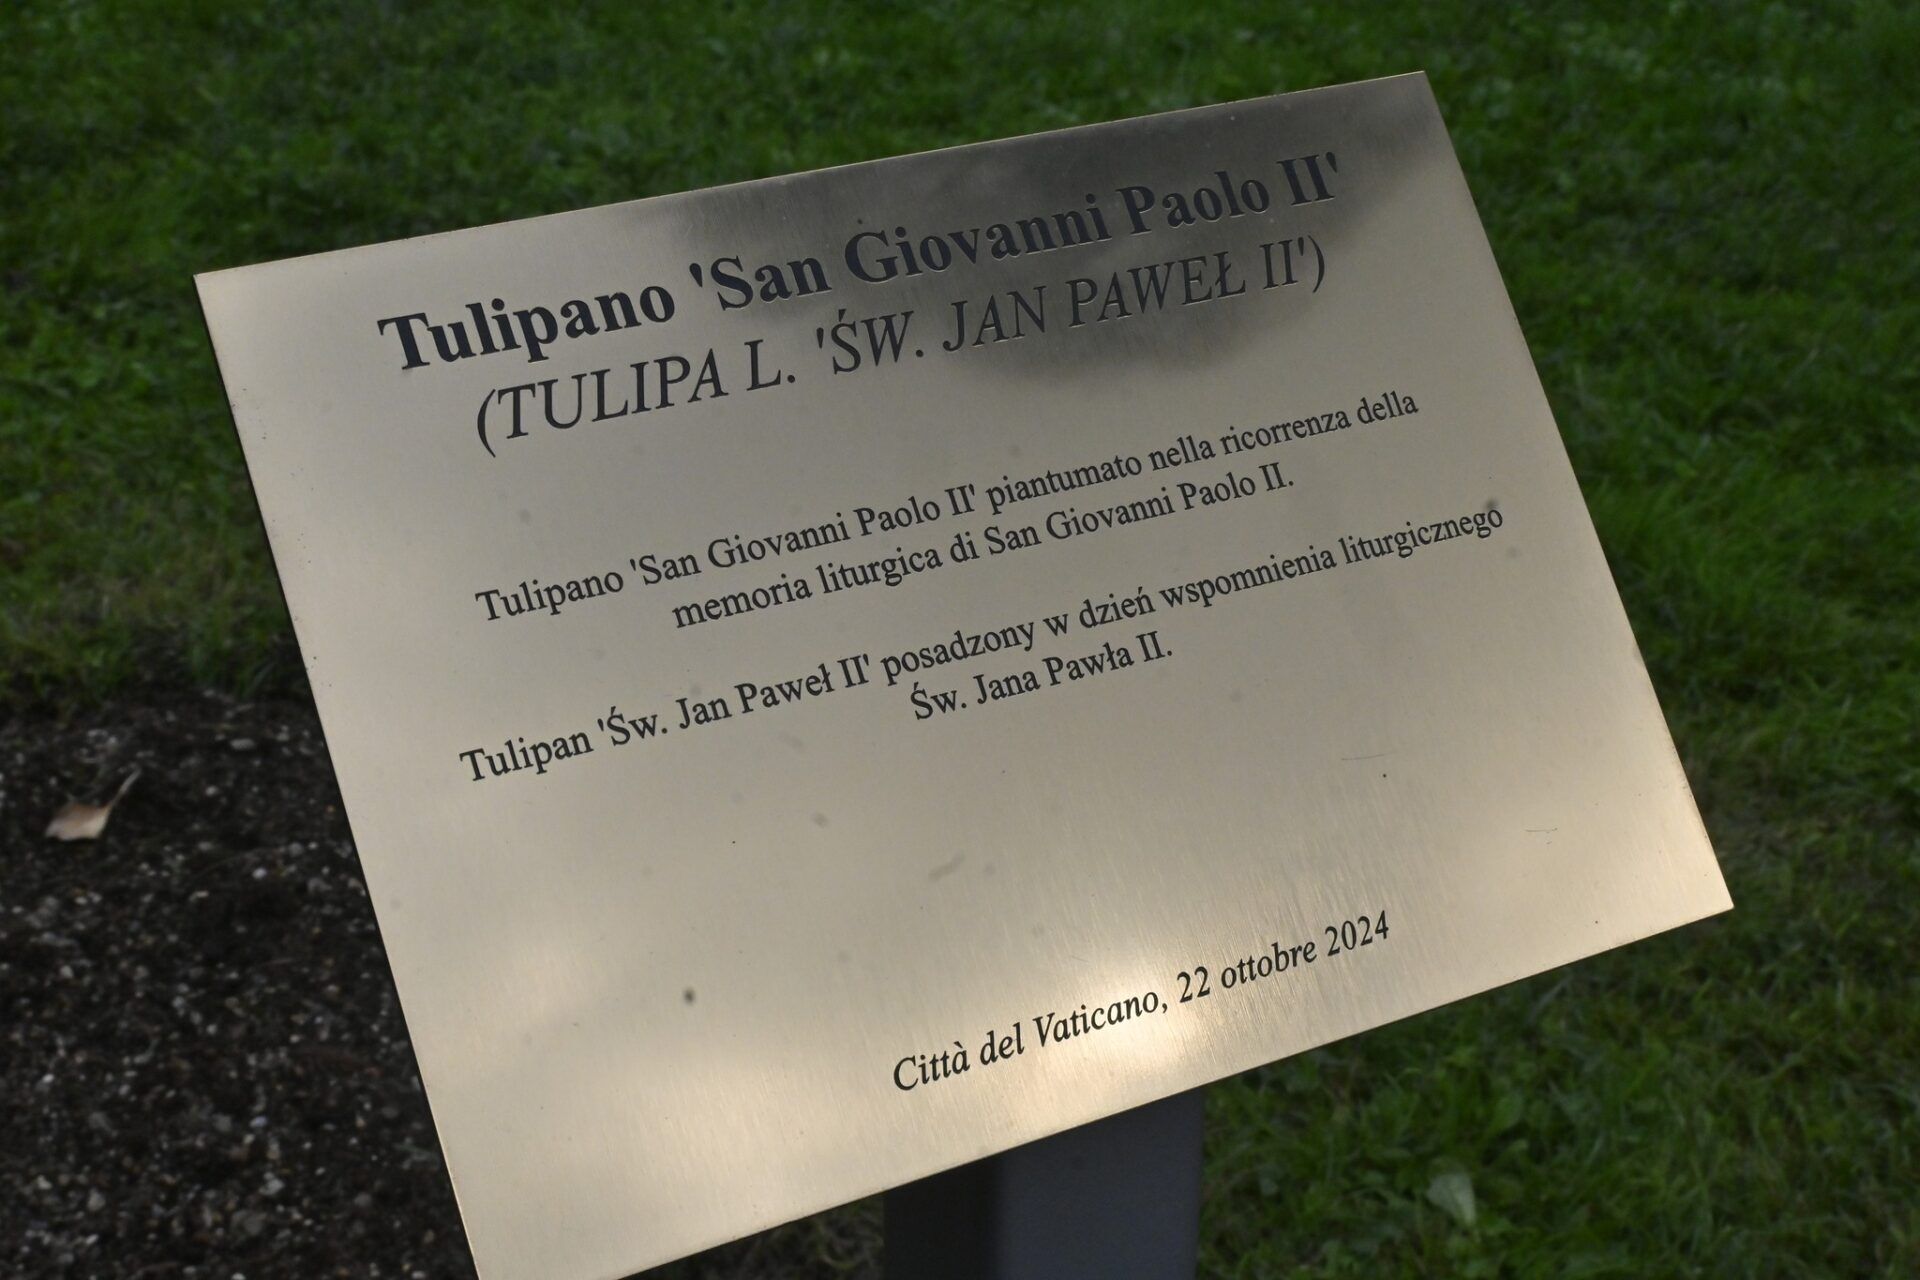 Tulipano 'San Giovanni Paolo II'
(TULIPA L. 'ŚW. JAN PAWEŁ II')
Tulipano 'San Giovanni Paolo II' piantumato nella ricorrenza della
memoria liturgica di San Giovanni Paolo II.
Tulipan 'Św. Jan Paweł II' posadzony w dzień wspomnienia liturgicznego
Św. Jana Pawła II.
Città del Vaticano, 22 ottobre 2024